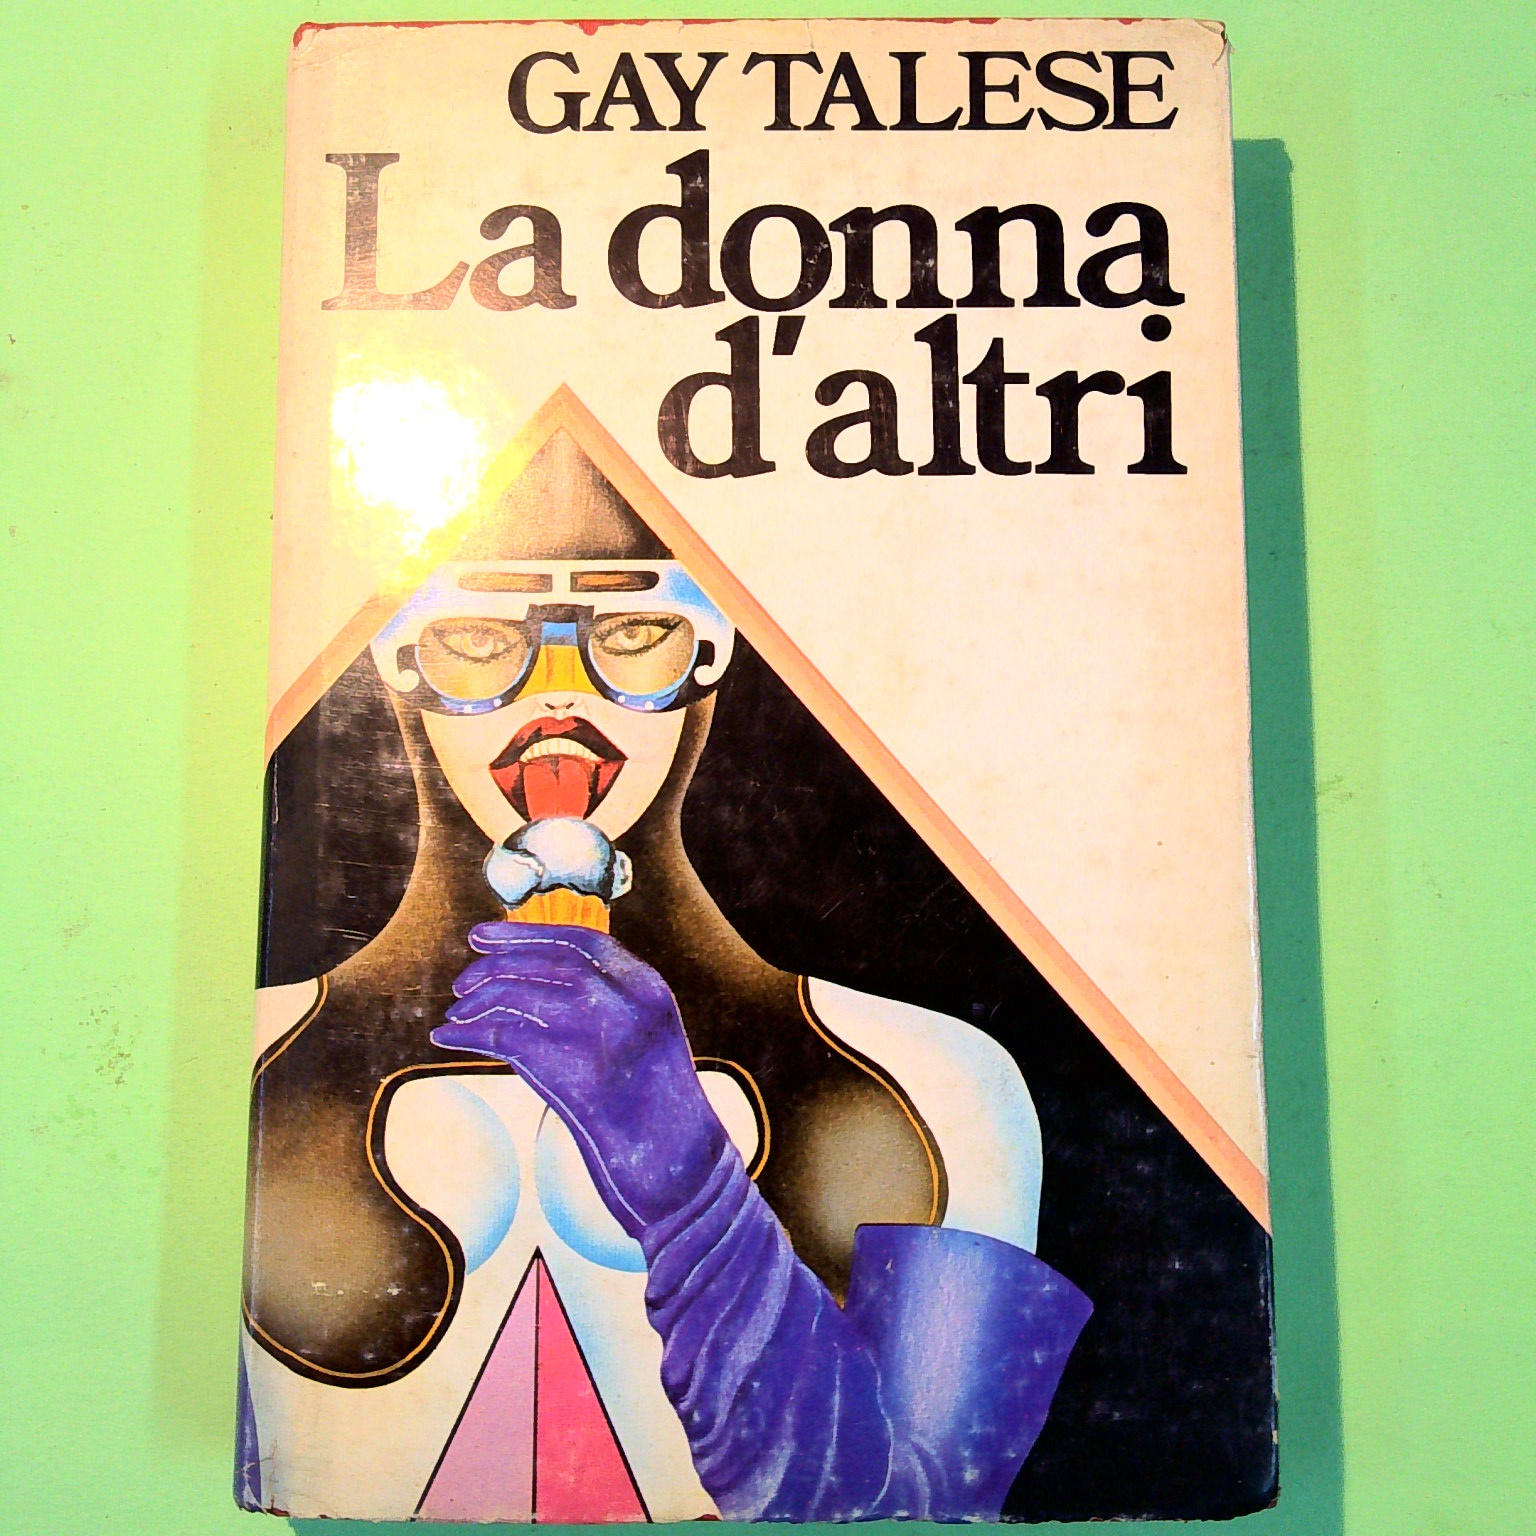 GAY TALESE
La donna
d'altri